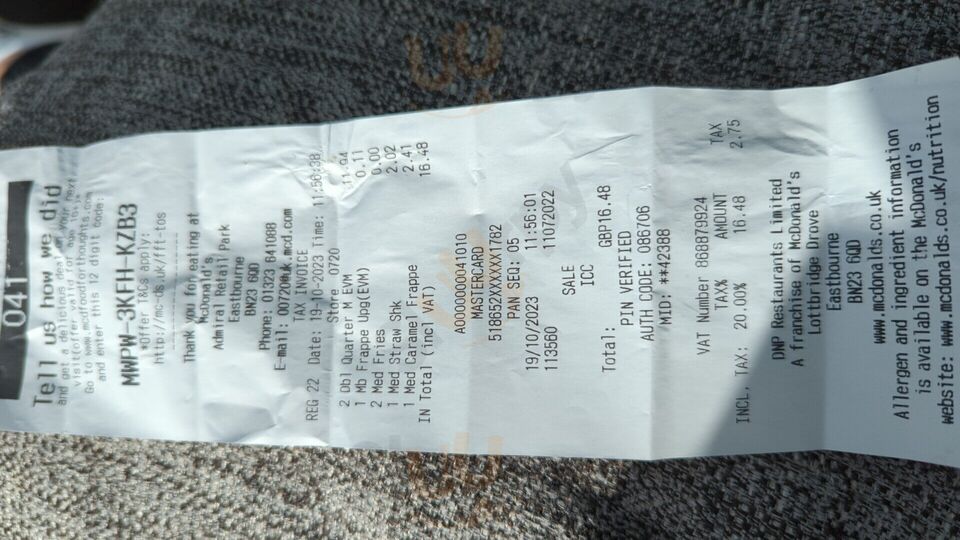 041
Tell us how we did
and get a delicious deal on your next
visit(offer valid for age 16+)*
Go to www.mcdfoodforthoughts.com
and enter this 12 digit code:
MWPW-3KFH-KZB3
*Offer T&Cs apply:
http://mc-ds.uk/fft-tos
Thank you for eating at
McDonald's
Admiral Retail Park
Eastbourne
BN23 6QD
Phone: 01323 641088
E-mail: 00720@uk.mcd.com
TAX INVOICE
REG 22 Date: 19-10-2023 Time: 11:56:38
Store 0720
2 Dbl Quarter M EVM 11.94
1 Mb Frappe Upg(EVM) 0.11
2 Med Fries 0.00
1 Med Straw Shk 2.02
1 Med Caramel Frappe 2.41
IN Total (incl VAT) 16.48
A0000000041010
MASTERCARD
518652XXXXXX1782
PAN SEQ: 05
19/10/2023 11:56:01
113560 11072022
SALE
ICC
Total: GBP16.48
PIN VERIFIED
AUTH CODE: 086706
MID: **42388
VAT Number 868879924
TAX% AMOUNT TAX
INCL. TAX: 20.00% 16.48 2.75
DWP Restaurants Limited
A franchise of McDonald's
Lottbridge Drove
Eastbourne
BN23 6QD
www.mcdonalds.co.uk
Allergen and ingredient information
is available on the McDonald's
website: www.mcdonalds.co.uk/nutrition